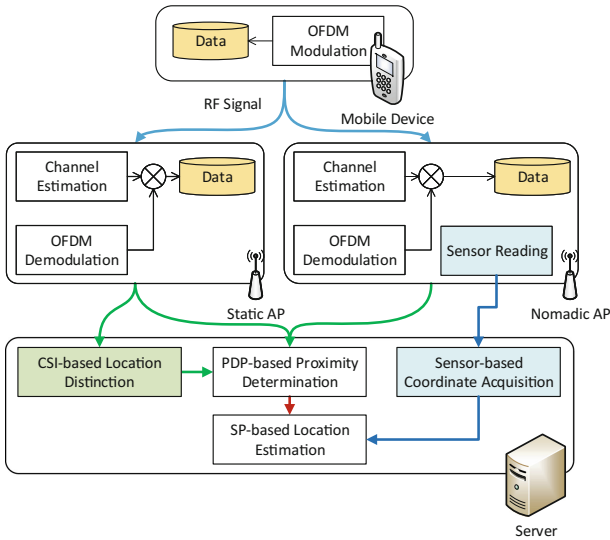 Data
OFDM
Modulation
RF Signal
Mobile Device
Channel
Estimation
Data
OFDM
Demodulation
Static AP
Channel
Estimation
Data
OFDM
Demodulation
Sensor Reading
Nomadic AP
CSI-based Location
Distinction
PDP-based Proximity
Determination
Sensor-based
Coordinate Acquisition
SP-based Location
Estimation
Server